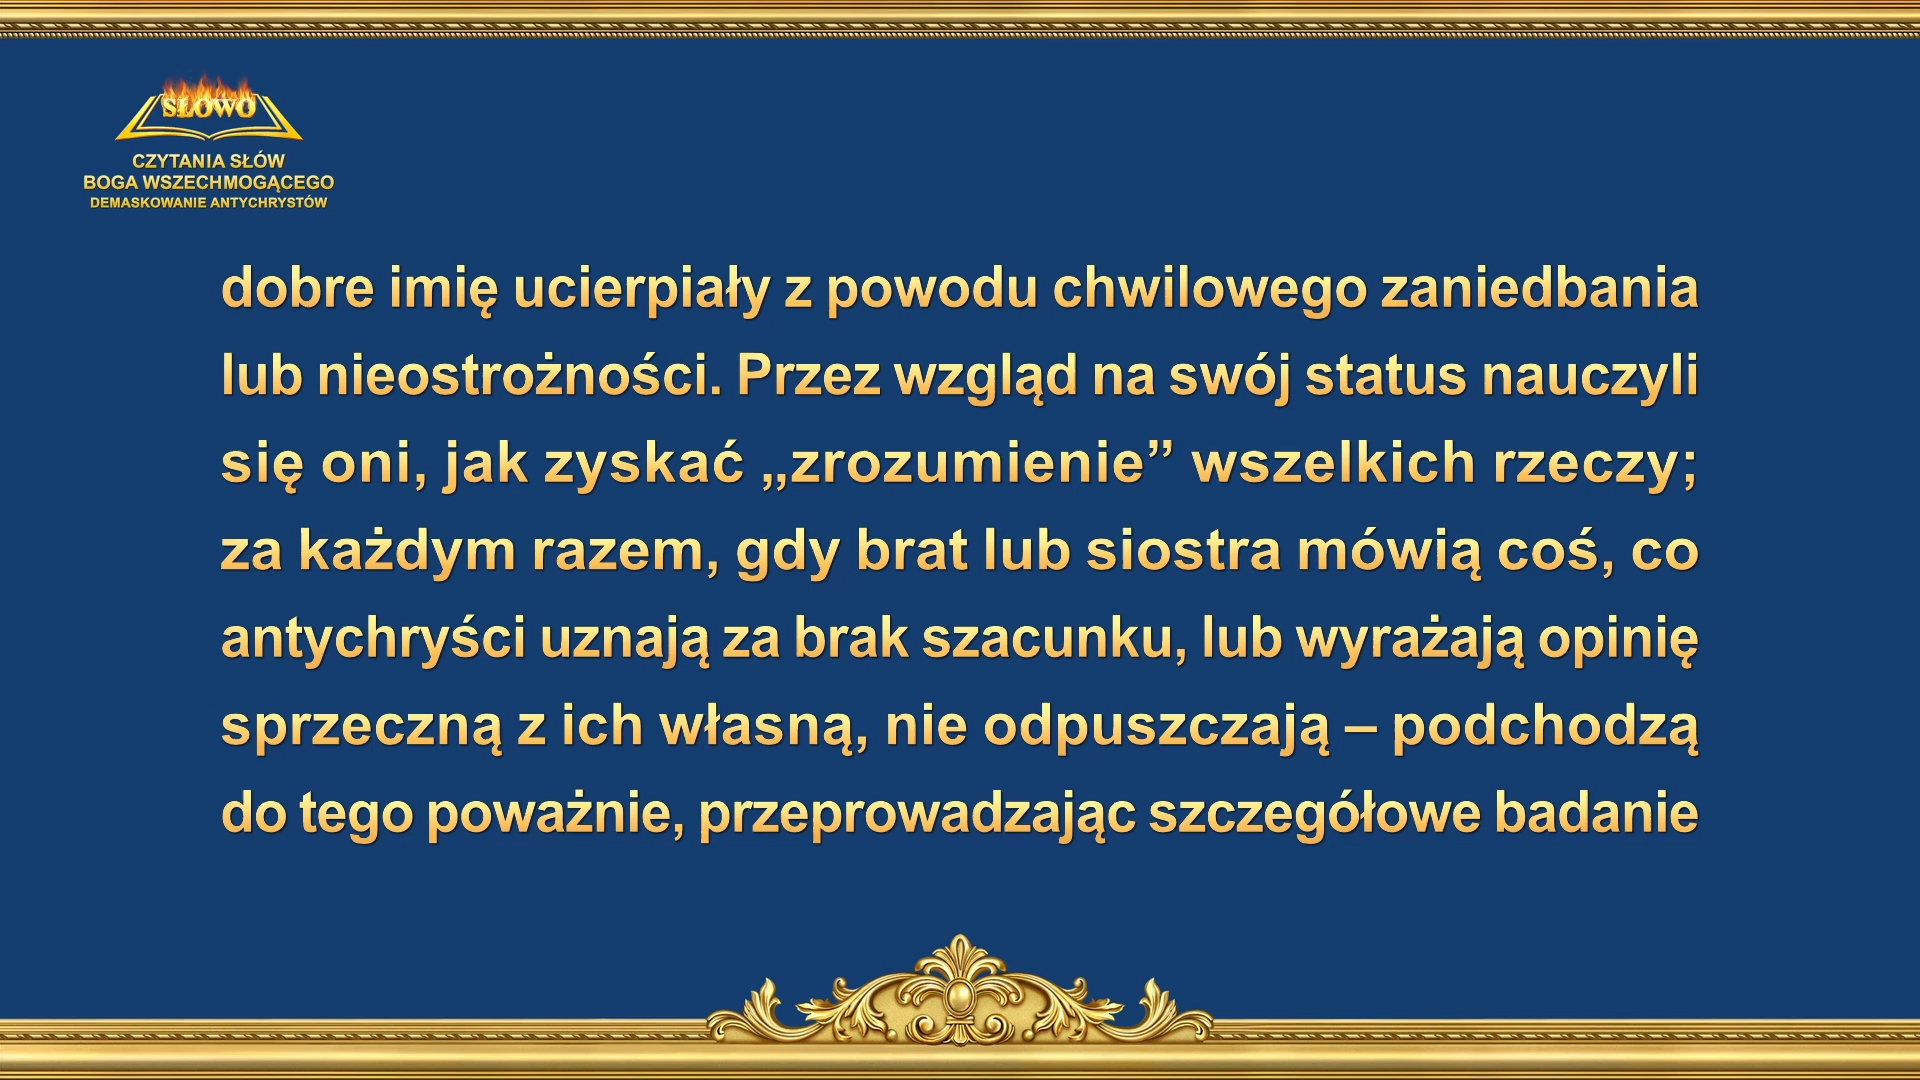 SŁOWO
CZYTANIA SŁÓW
BOGA WSZECHMOGĄCEGO
DEMASKOWANIE ANTYCHRYSTÓW
dobre imię ucierpiały z powodu chwilowego zaniedbania
lub nieostrożności. Przez wzgląd na swój status nauczyli
się oni, jak zyskać „zrozumienie” wszelkich rzeczy;
za każdym razem, gdy brat lub siostra mówią coś, co
antychryści uznają za brak szacunku, lub wyrażają opinię
sprzeczną z ich własną, nie odpuszczają – podchodzą
do tego poważnie, przeprowadzając szczegółowe badanie